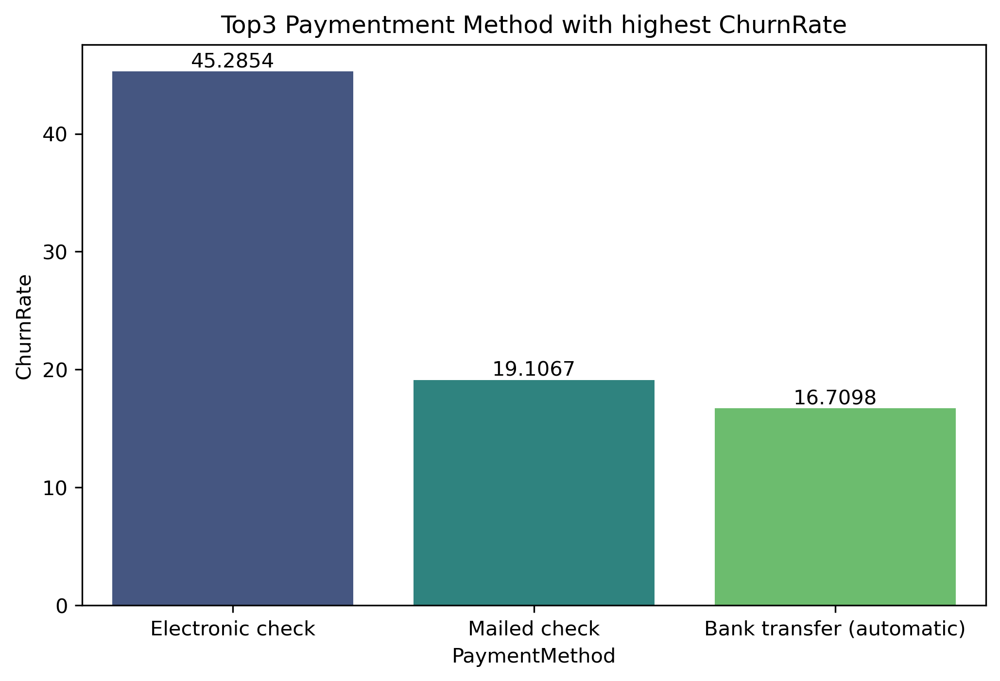 Top3 Paymentment Method with highest ChurnRate
45.2854
19.1067
16.7098
40
30
20
10
0
ChurnRate
Electronic check
Mailed check
Bank transfer (automatic)
PaymentMethod